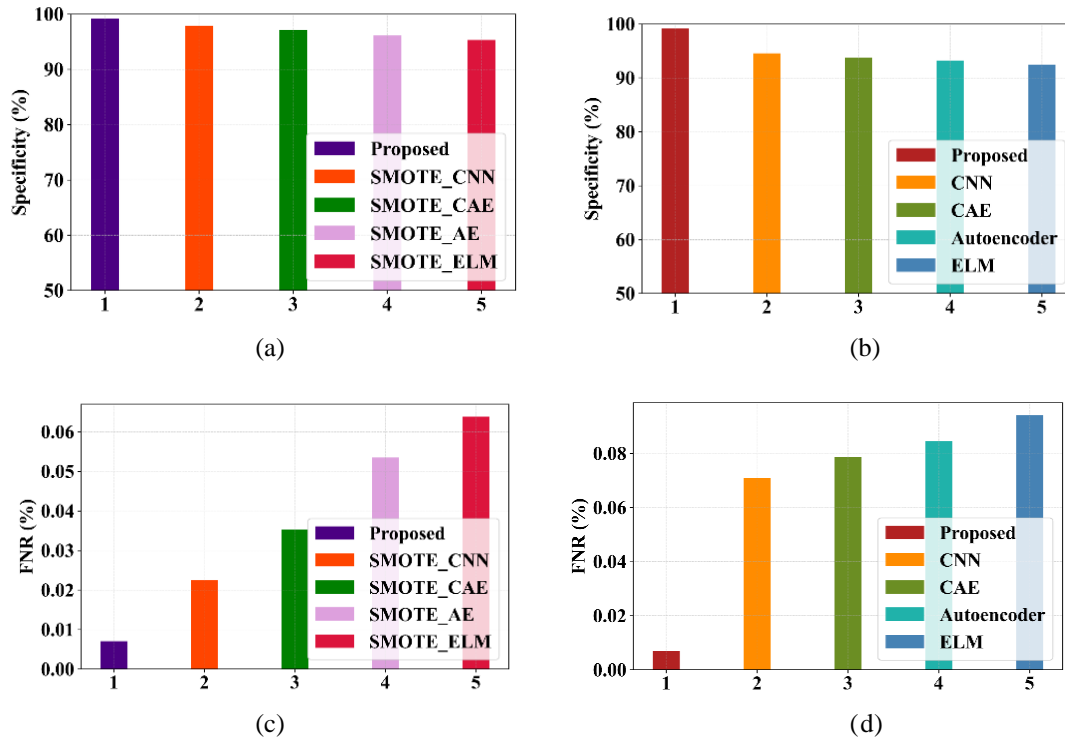 100
90
80
70
60
50
Specificity (%)
Proposed
SMOTE_CNN
SMOTE_CAE
SMOTE_AE
SMOTE_ELM
1 2 3 4 5
(a)
100
90
80
70
60
50
Specificity (%)
Proposed
CNN
CAE
Autoencoder
ELM
1 2 3 4 5
(b)
0.06
0.05
0.04
0.03
0.02
0.01
0.00
FNR (%)
Proposed
SMOTE_CNN
SMOTE_CAE
SMOTE_AE
SMOTE_ELM
1 2 3 4 5
(c)
0.08
0.06
0.04
0.02
0.00
FNR (%)
Proposed
CNN
CAE
Autoencoder
ELM
1 2 3 4 5
(d)